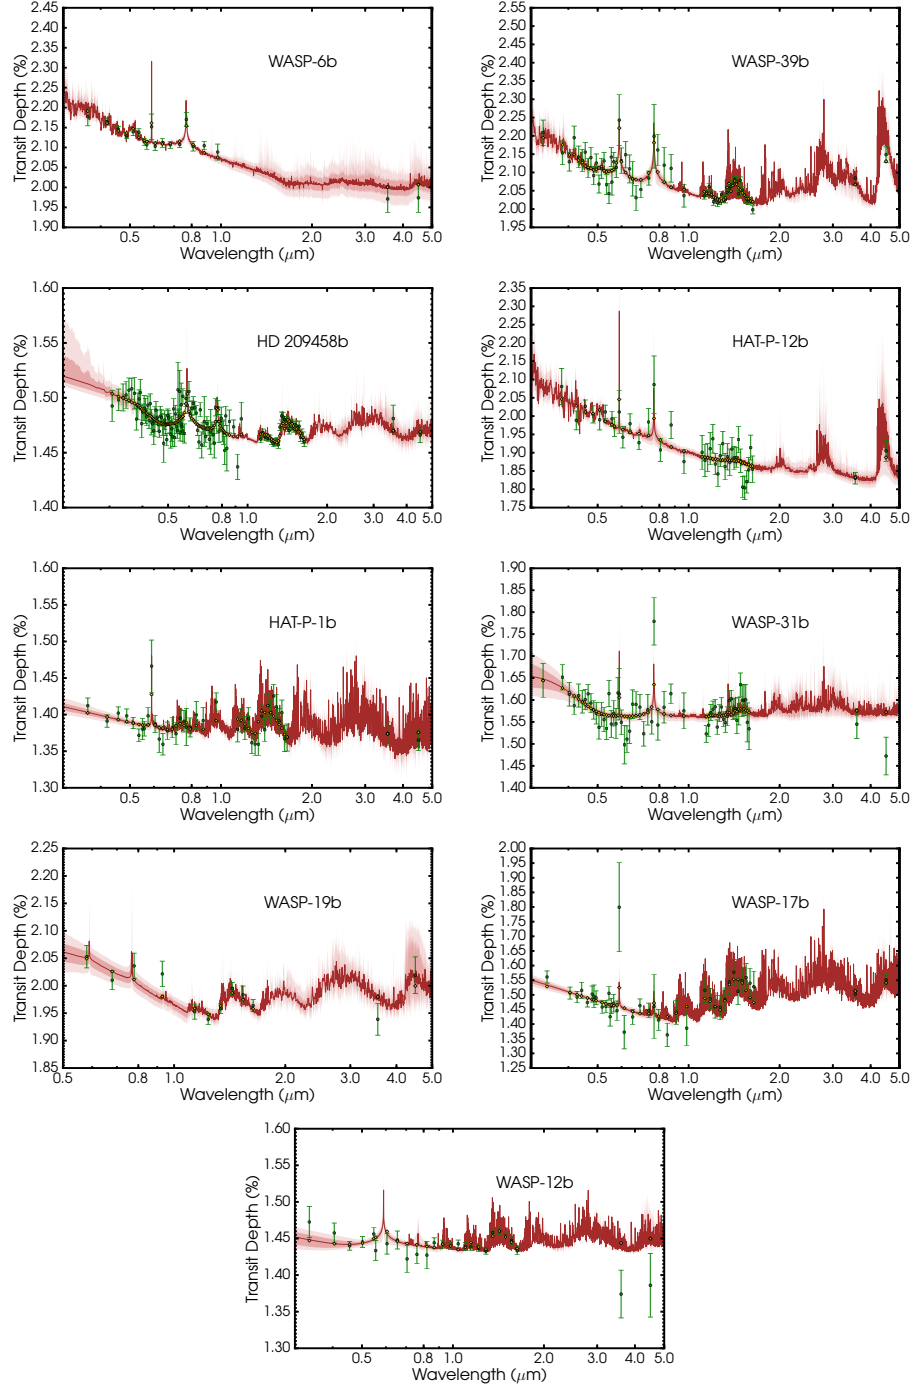 Transit Depth (%)
2.45
2.40
2.35
2.30
2.25
2.20
2.15
2.10
2.05
2.00
1.95
1.90
WASP-6b
0.5 0.8 1.0 2.0 3.0 4.0 5.0
Wavelength (μm)
Transit Depth (%)
2.55
2.50
2.45
2.40
2.35
2.30
2.25
2.20
2.15
2.10
2.05
2.00
1.95
WASP-39b
0.5 0.8 1.0 2.0 3.0 4.0 5.0
Wavelength (μm)
Transit Depth (%)
1.60
1.55
1.50
1.45
1.40
HD 209458b
0.5 0.8 1.0 2.0 3.0 4.0 5.0
Wavelength (μm)
Transit Depth (%)
2.35
2.30
2.25
2.20
2.15
2.10
2.05
2.00
1.95
1.90
1.85
1.80
1.75
HAT-P-12b
0.5 0.8 1.0 2.0 3.0 4.0 5.0
Wavelength (μm)
Transit Depth (%)
1.60
1.55
1.50
1.45
1.40
1.35
1.30
HAT-P-1b
0.5 0.8 1.0 2.0 3.0 4.0 5.0
Wavelength (μm)
Transit Depth (%)
1.90
1.85
1.80
1.75
1.70
1.65
1.60
1.55
1.50
1.45
1.40
WASP-31b
0.5 0.8 1.0 2.0 3.0 4.0 5.0
Wavelength (μm)
Transit Depth (%)
2.25
2.20
2.15
2.10
2.05
2.00
1.95
1.90
1.85
WASP-19b
0.5 0.8 1.0 2.0 3.0 4.0 5.0
Wavelength (μm)
Transit Depth (%)
2.00
1.95
1.90
1.85
1.80
1.75
1.70
1.65
1.60
1.55
1.50
1.45
1.40
1.35
1.30
1.25
WASP-17b
0.5 0.8 1.0 2.0 3.0 4.0 5.0
Wavelength (μm)
Transit Depth (%)
1.60
1.55
1.50
1.45
1.40
1.35
1.30
WASP-12b
0.5 0.8 1.0 2.0 3.0 4.0 5.0
Wavelength (μm)